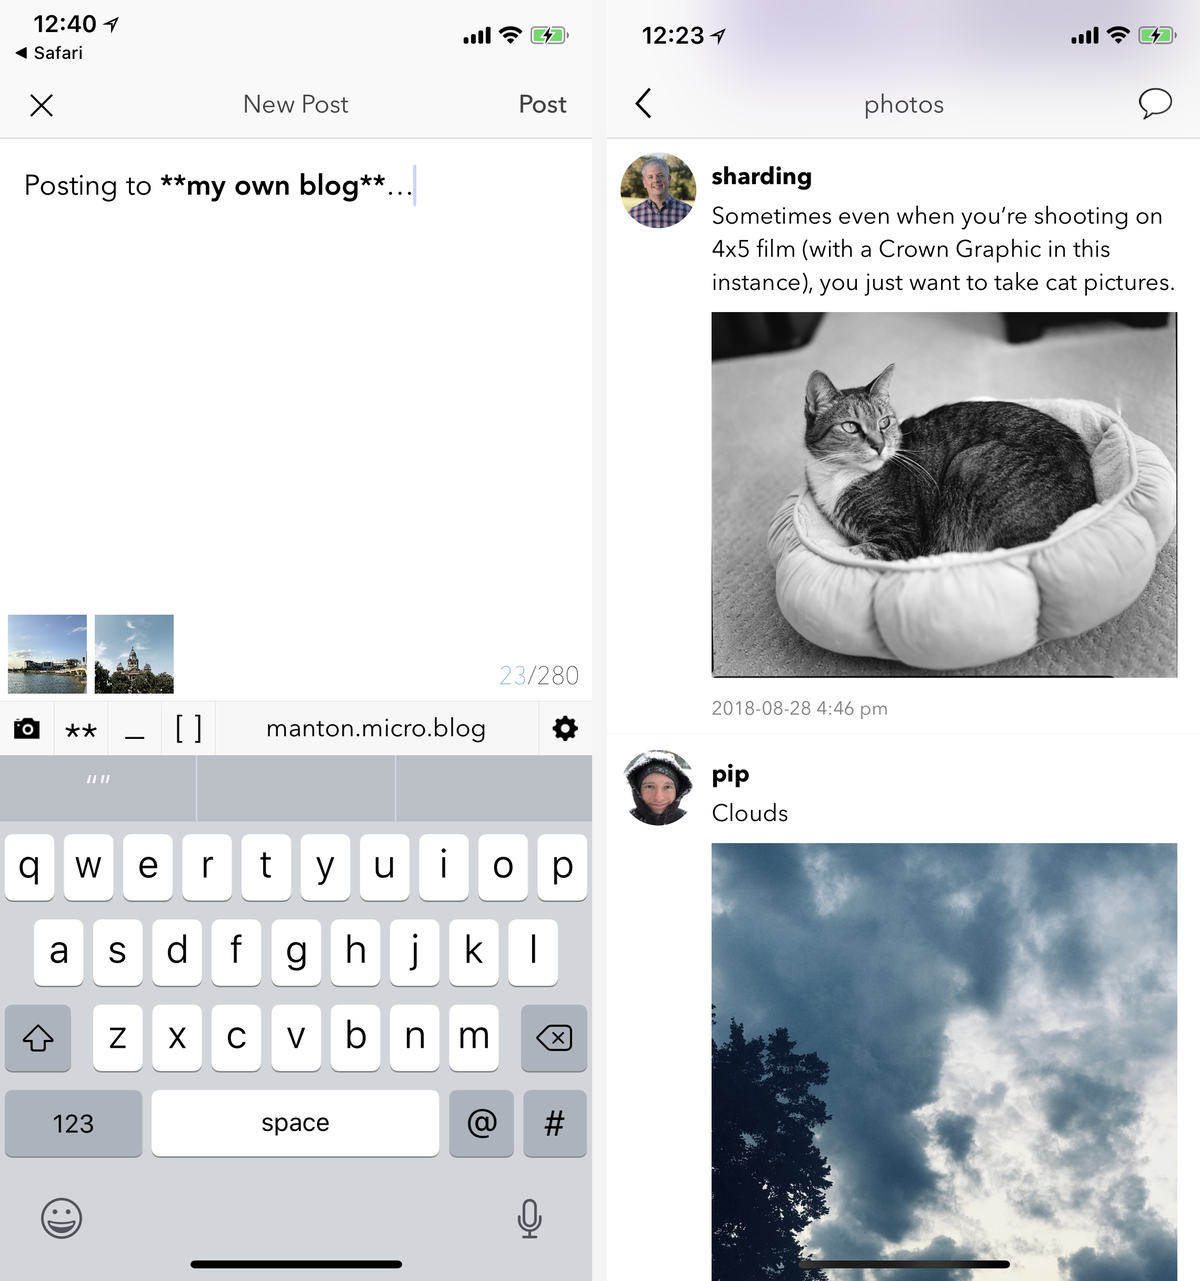 12:40
◀ Safari
New Post
Post
Posting to **my own blog**...
23/280
** _ [ ] manton.micro.blog
“”
q w e r t y u i o p
a s d f g h j k l
z x c v b n m
123 space @ #
12:23
photos
sharding
Sometimes even when you’re shooting on
4x5 film (with a Crown Graphic in this
instance), you just want to take cat pictures.
2018-08-28 4:46 pm
pip
Clouds